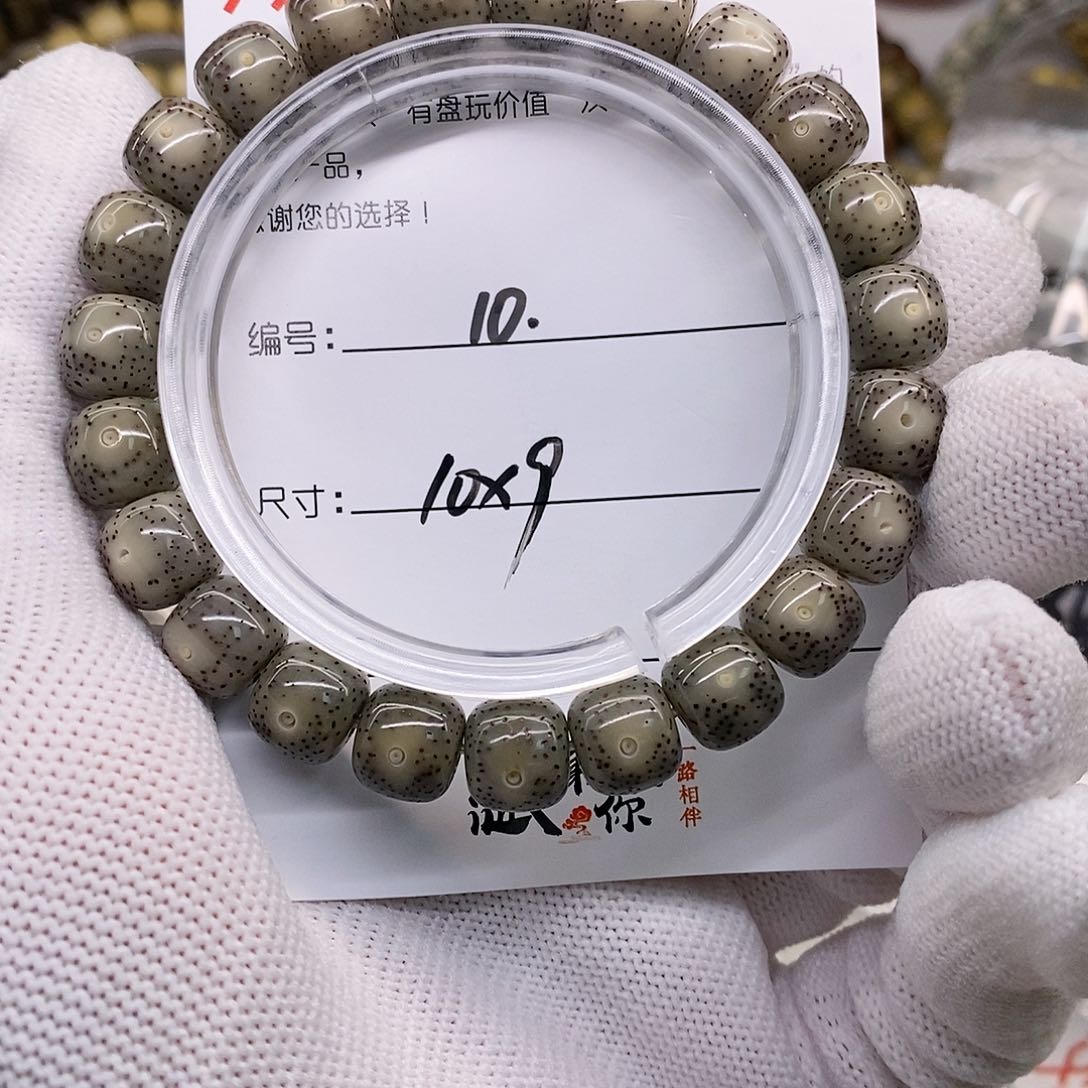 有盘玩价值
品，
谢您的选择！
编号： 10.
尺寸： 10x9
你
路相伴